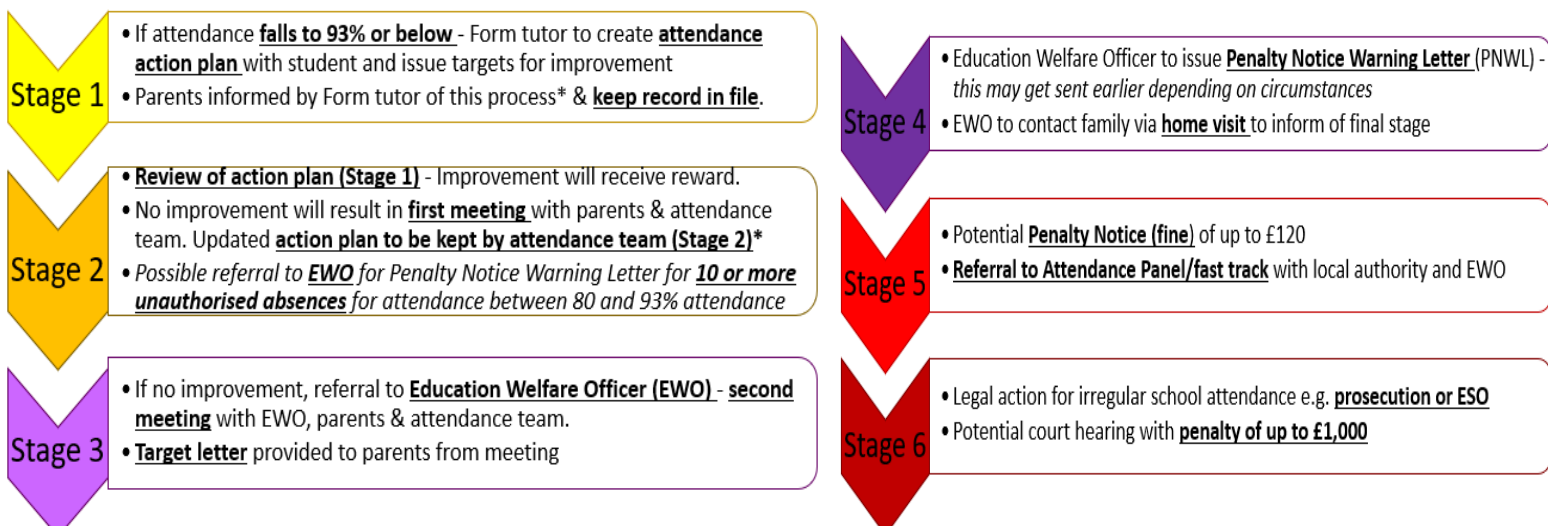 Stage 1
• If attendance falls to 93% or below - Form tutor to create attendance
action plan with student and issue targets for improvement
• Parents informed by Form tutor of this process* & keep record in file.
Stage 2
• Review of action plan (Stage 1) - Improvement will receive reward.
• No improvement will result in first meeting with parents & attendance
team. Updated action plan to be kept by attendance team (Stage 2)*
• Possible referral to EWO for Penalty Notice Warning Letter for 10 or more
unauthorised absences for attendance between 80 and 93% attendance
Stage 3
• If no improvement, referral to Education Welfare Officer (EWO) - second
meeting with EWO, parents & attendance team.
• Target letter provided to parents from meeting
Stage 4
• Education Welfare Officer to issue Penalty Notice Warning Letter (PNWL) -
this may get sent earlier depending on circumstances
• EWO to contact family via home visit to inform of final stage
Stage 5
• Potential Penalty Notice (fine) of up to £120
• Referral to Attendance Panel/fast track with local authority and EWO
Stage 6
• Legal action for irregular school attendance e.g. prosecution or ESO
• Potential court hearing with penalty of up to £1,000